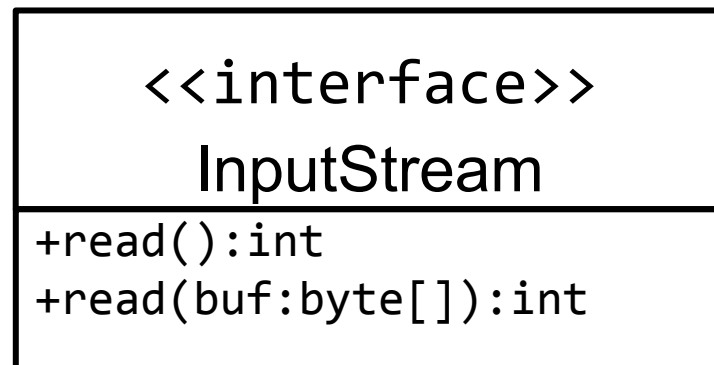 <<interface>>
InputStream
+read():int
+read(buf:byte[]):int